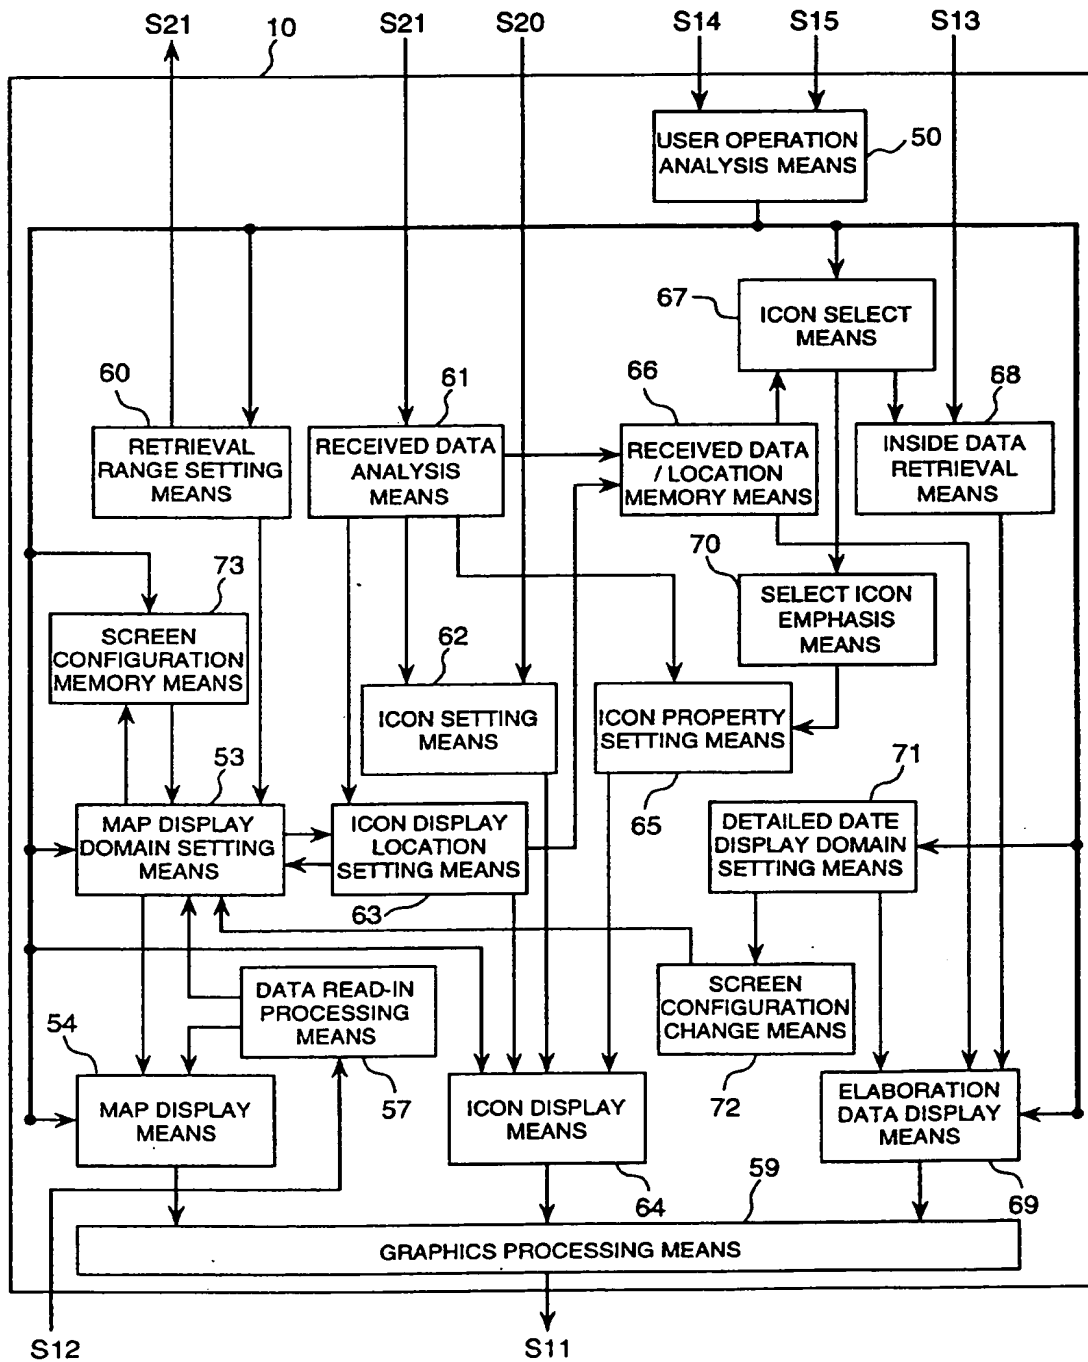 S21
10
S21
S20
S14
S15
S13
USER OPERATION
ANALYSIS MEANS
50
67
ICON SELECT
MEANS
60
RETRIEVAL
RANGE SETTING
MEANS
61
RECEIVED DATA
ANALYSIS
MEANS
66
RECEIVED DATA
/ LOCATION
MEMORY MEANS
68
INSIDE DATA
RETRIEVAL
MEANS
73
SCREEN
CONFIGURATION
MEMORY MEANS
62
ICON SETTING
MEANS
70
SELECT ICON
EMPHASIS
MEANS
ICON PROPERTY
SETTING MEANS
65
53
MAP DISPLAY
DOMAIN SETTING
MEANS
ICON DISPLAY
LOCATION
SETTING MEANS
63
71
DETAILED DATE
DISPLAY DOMAIN
SETTING MEANS
DATA READ-IN
PROCESSING
MEANS
57
SCREEN
CONFIGURATION
CHANGE MEANS
72
54
MAP DISPLAY
MEANS
ICON DISPLAY
MEANS
64
ELABORATION
DATA DISPLAY
MEANS
69
59
GRAPHICS PROCESSING MEANS
S12
S11